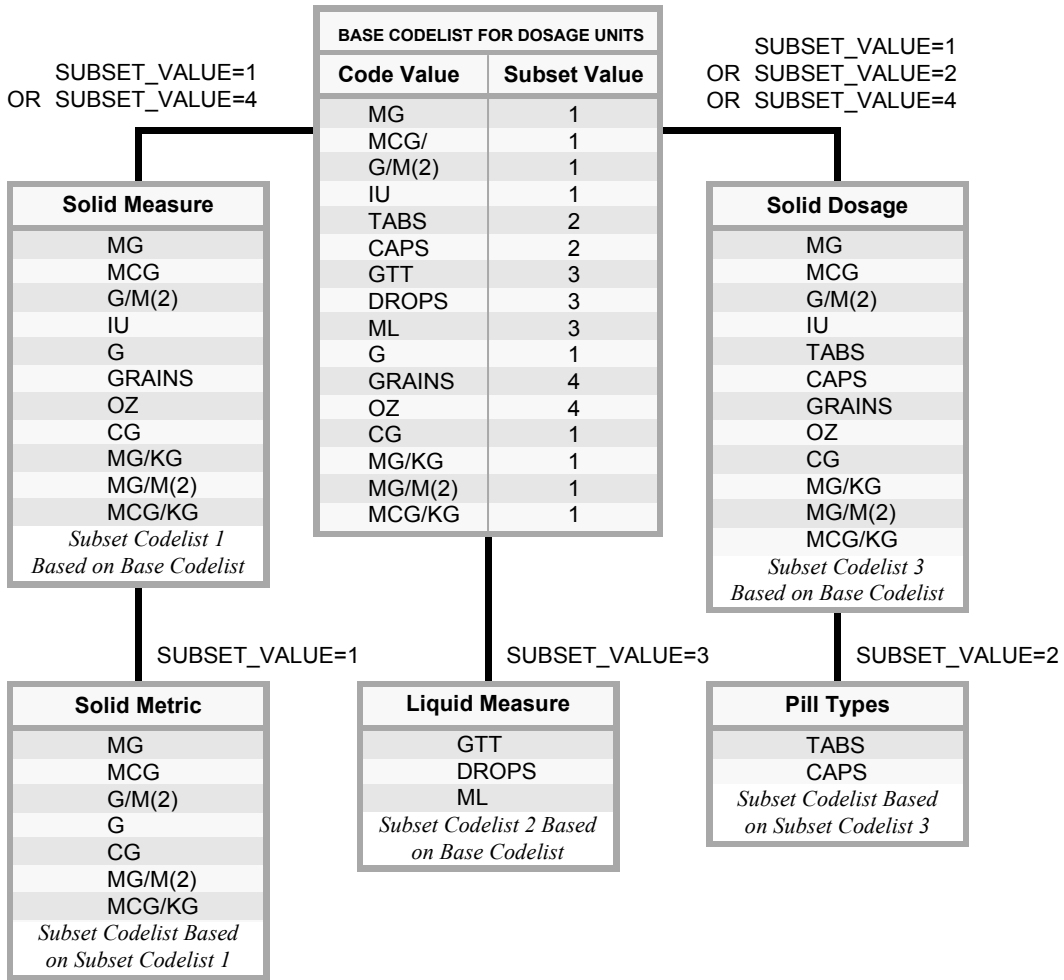 BASE CODELIST FOR DOSAGE UNITS
Code Value Subset Value
MG 1
MCG/ 1
G/M(2) 1
IU 1
TABS 2
CAPS 2
GTT 3
DROPS 3
ML 3
G 1
GRAINS 4
OZ 4
CG 1
MG/KG 1
MG/M(2) 1
MCG/KG 1
SUBSET_VALUE=1
OR SUBSET_VALUE=4
Solid Measure
MG
MCG
G/M(2)
IU
G
GRAINS
OZ
CG
MG/KG
MG/M(2)
MCG/KG
Subset Codelist 1
Based on Base Codelist
SUBSET_VALUE=1
OR SUBSET_VALUE=2
OR SUBSET_VALUE=4
Solid Dosage
MG
MCG
G/M(2)
IU
TABS
CAPS
GRAINS
OZ
CG
MG/KG
MG/M(2)
MCG/KG
Subset Codelist 3
Based on Base Codelist
SUBSET_VALUE=1
Solid Metric
MG
MCG
G/M(2)
G
CG
MG/M(2)
MCG/KG
Subset Codelist Based
on Subset Codelist 1
SUBSET_VALUE=3
Liquid Measure
GTT
DROPS
ML
Subset Codelist 2 Based
on Base Codelist
SUBSET_VALUE=2
Pill Types
TABS
CAPS
Subset Codelist Based
on Subset Codelist 3